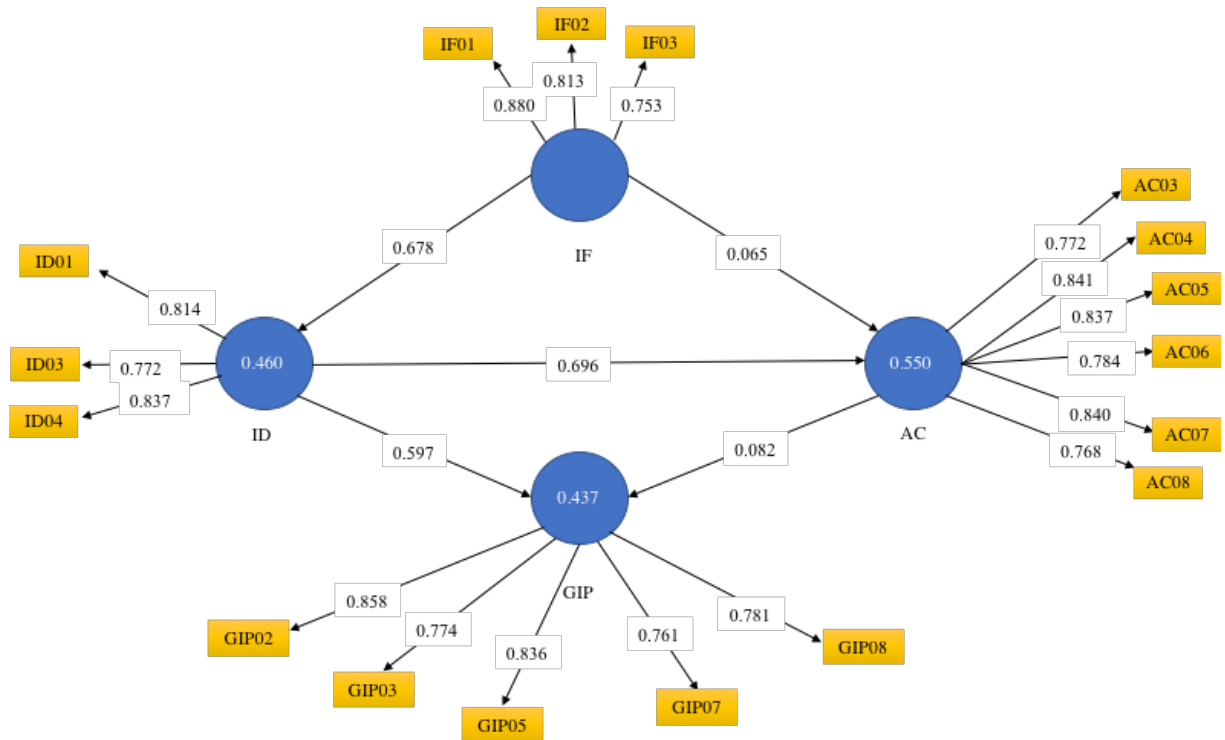 IF02
IF01
IF03
0.813
0.880
0.753
IF
AC03
AC04
AC05
AC06
AC07
AC08
0.772
0.841
0.837
0.784
0.840
0.768
0.678
0.065
ID01
ID03
ID04
0.814
0.772
0.837
0.460
ID
0.696
0.550
AC
0.597
0.082
0.437
GIP
0.858
0.774
0.836
0.761
0.781
GIP02
GIP03
GIP05
GIP07
GIP08